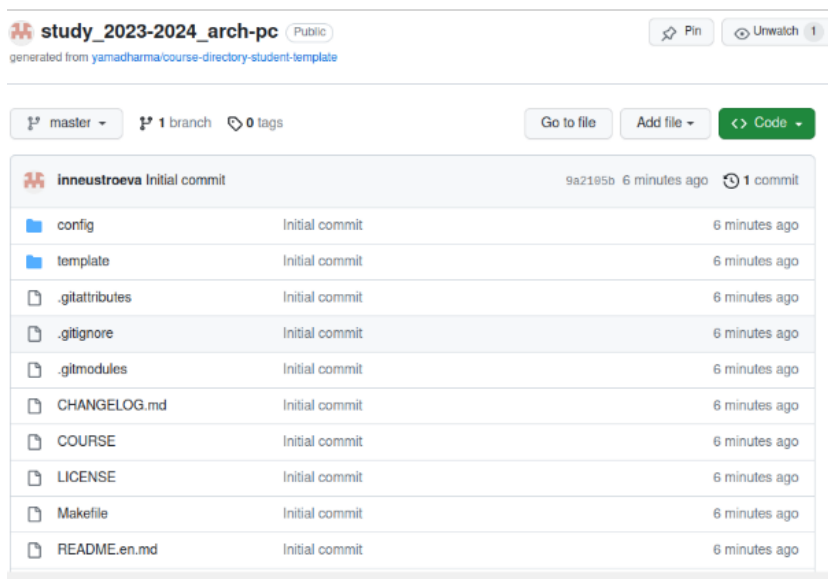 study_2023-2024_arch-pc Public Pin Unwatch 1
generated from yamadharma/course-directory-student-template
master 1 branch 0 tags Go to file Add file Code
inneustroeva Initial commit 9a2105b 6 minutes ago 1 commit
config Initial commit 6 minutes ago
template Initial commit 6 minutes ago
.gitattributes Initial commit 6 minutes ago
.gitignore Initial commit 6 minutes ago
.gitmodules Initial commit 6 minutes ago
CHANGELOG.md Initial commit 6 minutes ago
COURSE Initial commit 6 minutes ago
LICENSE Initial commit 6 minutes ago
Makefile Initial commit 6 minutes ago
README.en.md Initial commit 6 minutes ago